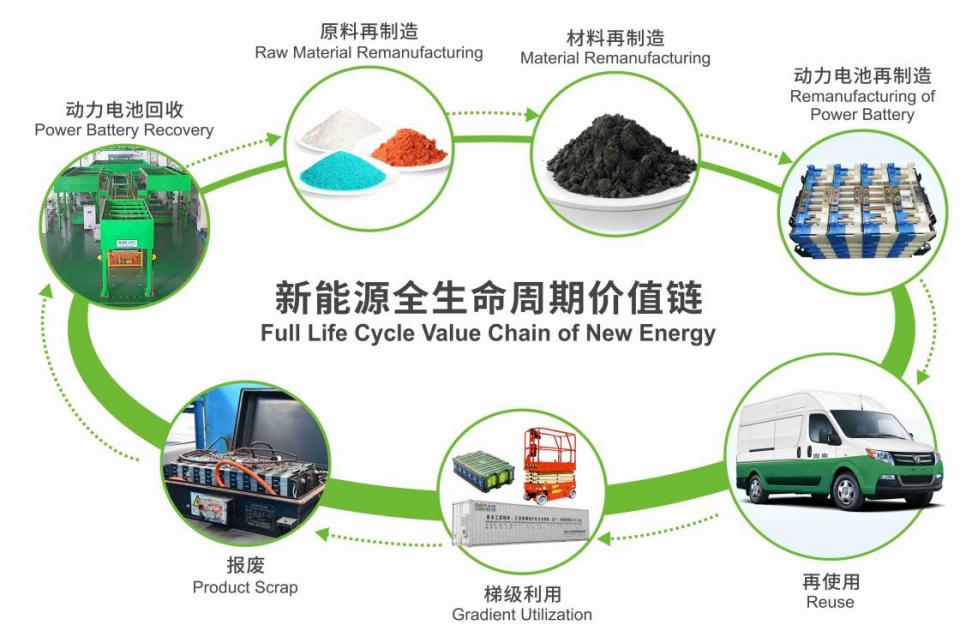 原料再制造
Raw Material Remanufacturing
材料再制造
Material Remanufacturing
动力电池再制造
Remanufacturing of
Power Battery
动力电池回收
Power Battery Recovery
新能源全生命周期价值链
Full Life Cycle Value Chain of New Energy
报废
Product Scrap
梯级利用
Gradient Utilization
再使用
Reuse